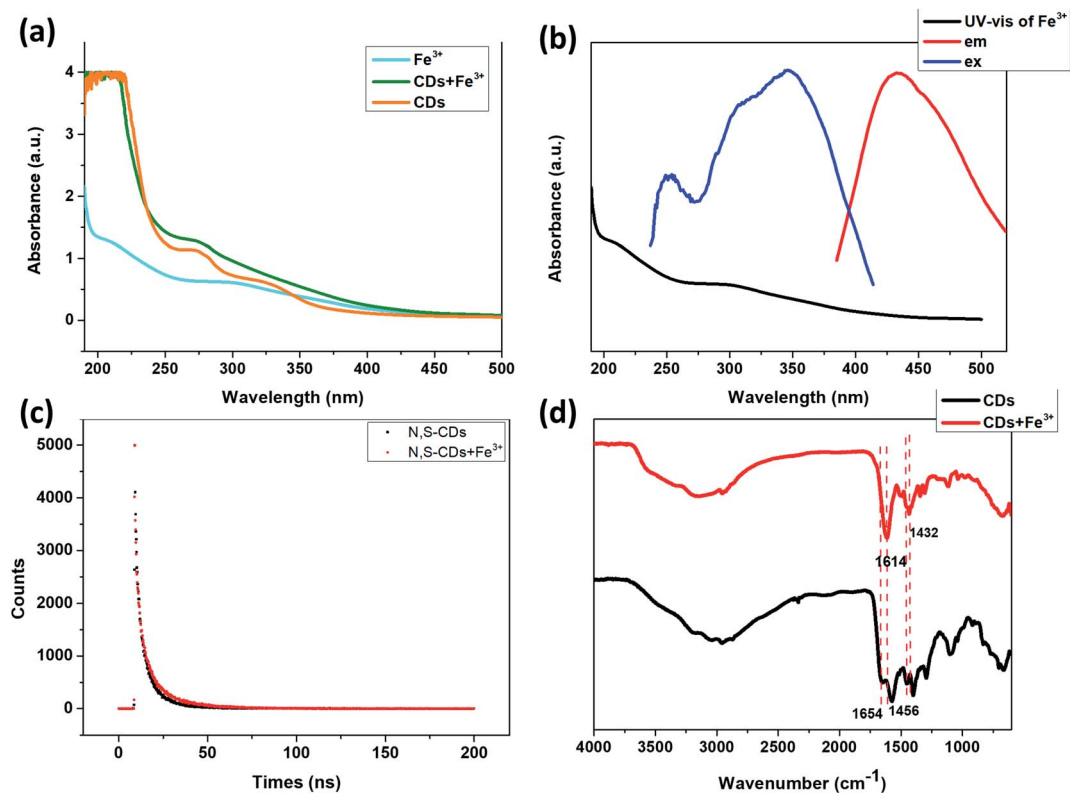 (a)
Fe³⁺
CDs+Fe³⁺
CDs
4
3
2
1
0
Absorbance (a.u.)
200 250 300 350 400 450 500
Wavelength (nm)
(b)
UV-vis of Fe³⁺
em
ex
Absorbance (a.u.)
200 250 300 350 400 450 500
Wavelength (nm)
(c)
N,S-CDs
N,S-CDs+Fe³⁺
5000
4000
3000
2000
1000
0
Counts
0 50 100 150 200
Times (ns)
(d)
CDs
CDs+Fe³⁺
1432
1614
1654 1456
4000 3500 3000 2500 2000 1500 1000
Wavenumber (cm⁻¹)